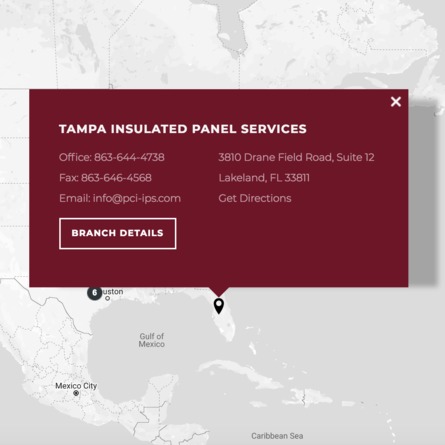 ×
TAMPA INSULATED PANEL SERVICES
Office: 863-644-4738
Fax: 863-646-4568
Email: info@pci-ips.com
3810 Drane Field Road, Suite 12
Lakeland, FL 33811
Get Directions
BRANCH DETAILS
6
uston
Gulf of
Mexico
Mexico City
Caribbean Sea